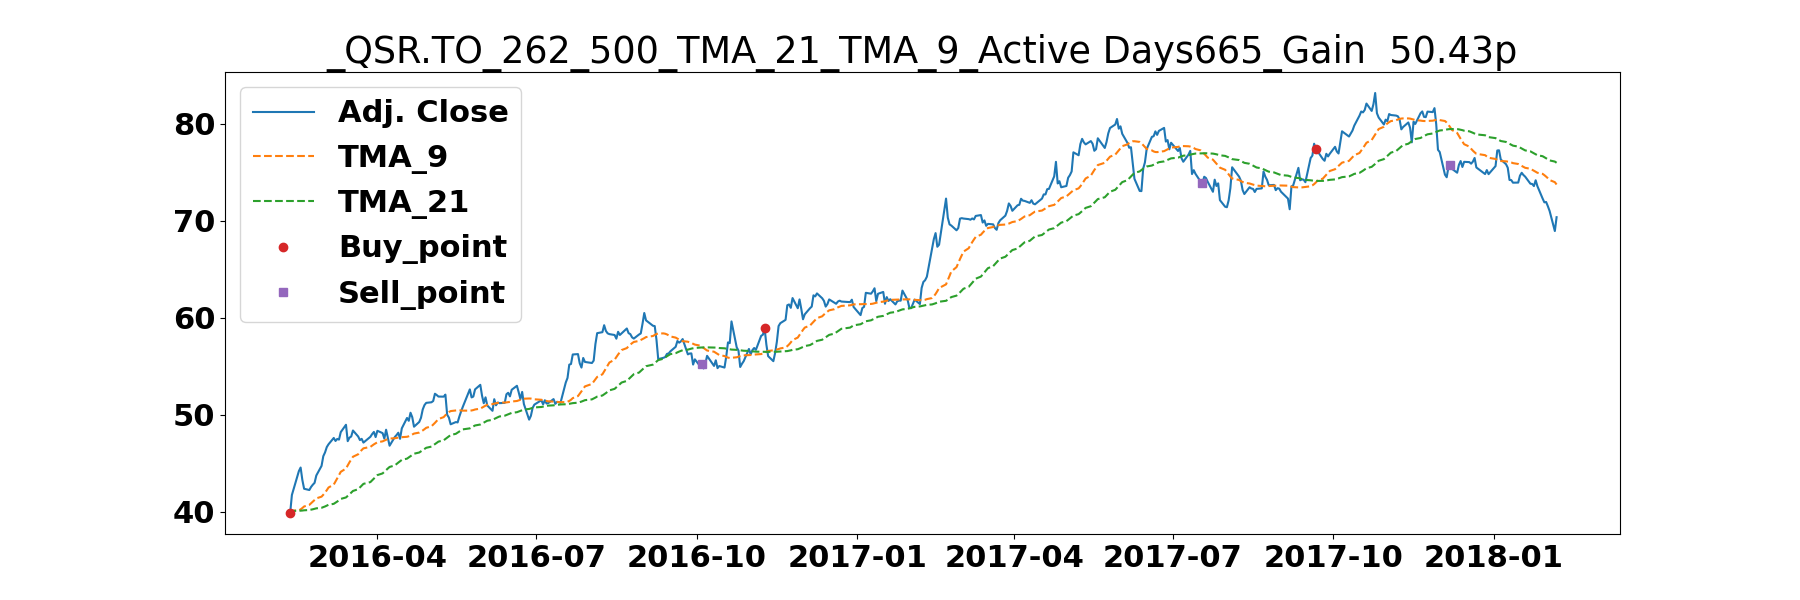 _QSR.TO_262_500_TMA_21_TMA_9_Active Days665_Gain  50.43p
Adj. Close
TMA_9
TMA_21
Buy_point
Sell_point
80
70
60
50
40
2016-04 2016-07 2016-10 2017-01 2017-04 2017-07 2017-10 2018-01